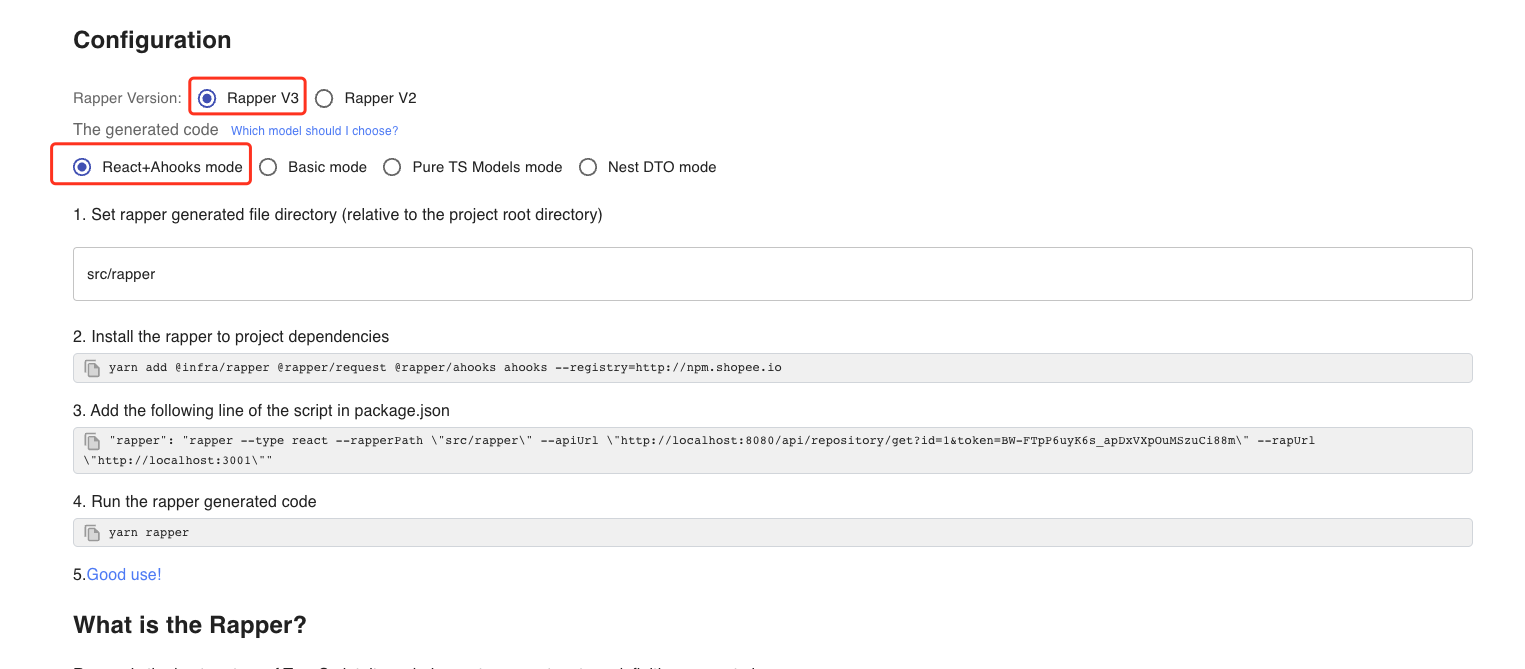 Configuration
Rapper Version: Rapper V3 Rapper V2
The generated code Which model should I choose?
React+Ahooks mode Basic mode Pure TS Models mode Nest DTO mode
1. Set rapper generated file directory (relative to the project root directory)
src/rapper
2. Install the rapper to project dependencies
yarn add @infra/rapper @rapper/request @rapper/ahooks ahooks --registry=http://npm.shopee.io
3. Add the following line of the script in package.json
"rapper": "rapper --type react --rapperPath \"src/rapper\" --apiUrl \"http://localhost:8080/api/repository/get?id=1&token=BW-FTpP6uyK6s_apDxVXpOuMSzuCi88m\" --rapUrl
\"http://localhost:3001\""
4. Run the rapper generated code
yarn rapper
5.Good use!
What is the Rapper?